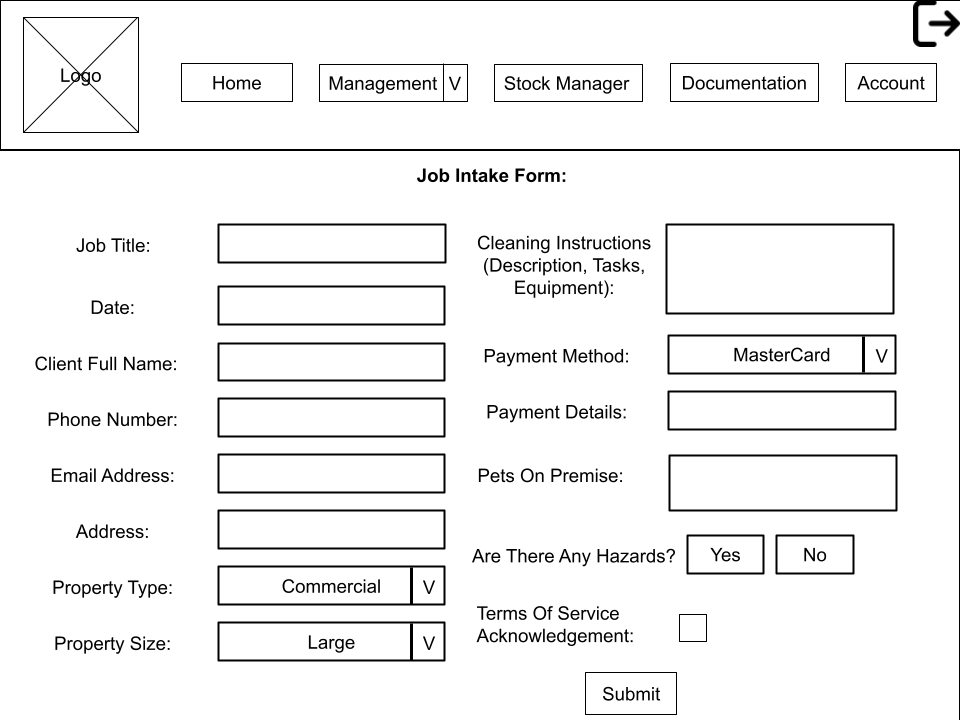 Logo
Home
Management V
Stock Manager
Documentation
Account
Job Intake Form:
Job Title:
Date:
Client Full Name:
Phone Number:
Email Address:
Address:
Property Type:
Commercial V
Property Size:
Large V
Cleaning Instructions
(Description, Tasks,
Equipment):
Payment Method:
MasterCard V
Payment Details:
Pets On Premise:
Are There Any Hazards?
Yes
No
Terms Of Service
Acknowledgement:
Submit